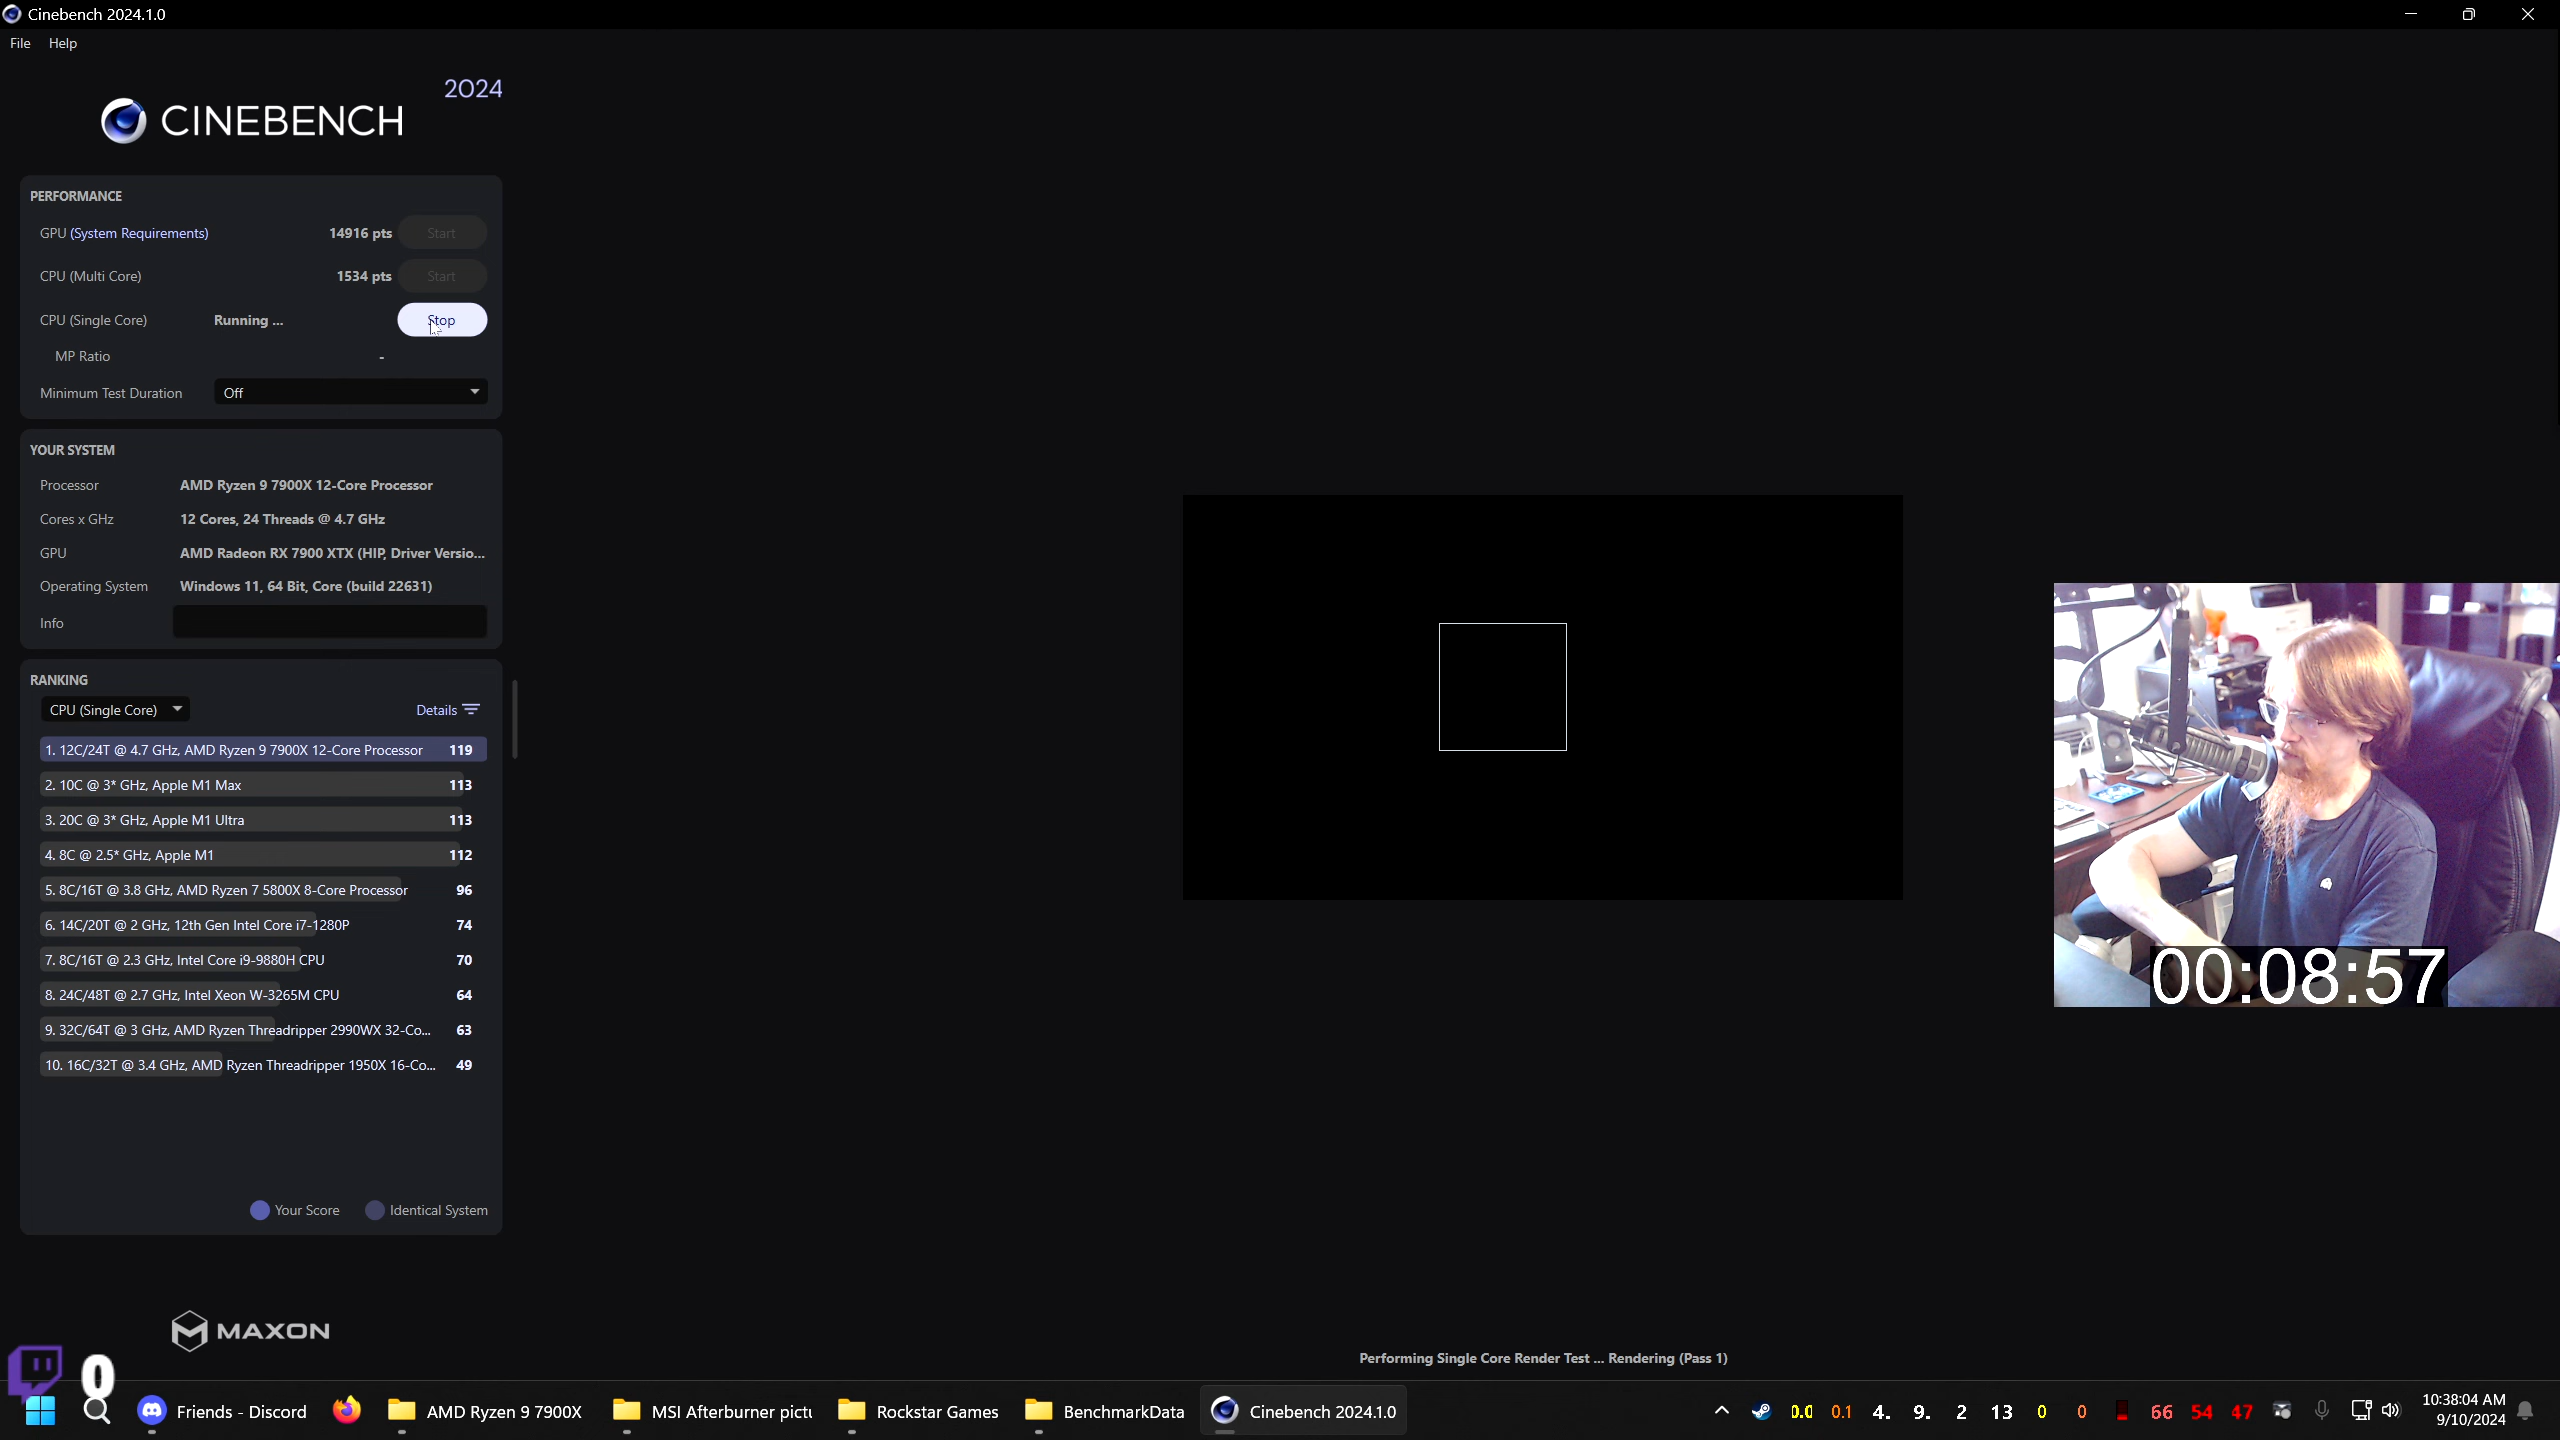 Cinebench 2024.1.0
File Help
2024
CINEBENCH
PERFORMANCE
GPU (System Requirements) 14916 pts Start
CPU (Multi Core) 1534 pts Start
CPU (Single Core) Running ... Stop
MP Ratio -
Minimum Test Duration Off
YOUR SYSTEM
Processor AMD Ryzen 9 7900X 12-Core Processor
Cores x GHz 12 Cores, 24 Threads @ 4.7 GHz
GPU AMD Radeon RX 7900 XTX (HIP, Driver Versio...
Operating System Windows 11, 64 Bit, Core (build 22631)
Info
RANKING
CPU (Single Core) Details
1. 12C/24T @ 4.7 GHz, AMD Ryzen 9 7900X 12-Core Processor 119
2. 10C @ 3* GHz, Apple M1 Max 113
3. 20C @ 3* GHz, Apple M1 Ultra 113
4. 8C @ 2.5* GHz, Apple M1 112
5. 8C/16T @ 3.8 GHz, AMD Ryzen 7 5800X 8-Core Processor 96
6. 14C/20T @ 2 GHz, 12th Gen Intel Core i7-1280P 74
7. 8C/16T @ 2.3 GHz, Intel Core i9-9880H CPU 70
8. 24C/48T @ 2.7 GHz, Intel Xeon W-3265M CPU 64
9. 32C/64T @ 3 GHz, AMD Ryzen Threadripper 2990WX 32-Co... 63
10. 16C/32T @ 3.4 GHz, AMD Ryzen Threadripper 1950X 16-Co... 49
Your Score Identical System
00:08:57
MAXON
Performing Single Core Render Test ... Rendering (Pass 1)
0
Friends - Discord AMD Ryzen 9 7900X MSI Afterburner pictu Rockstar Games BenchmarkData Cinebench 2024.1.0 0.0 0.1 4. 9. 2 13 0 0 66 54 47 10:38:04 AM
9/10/2024